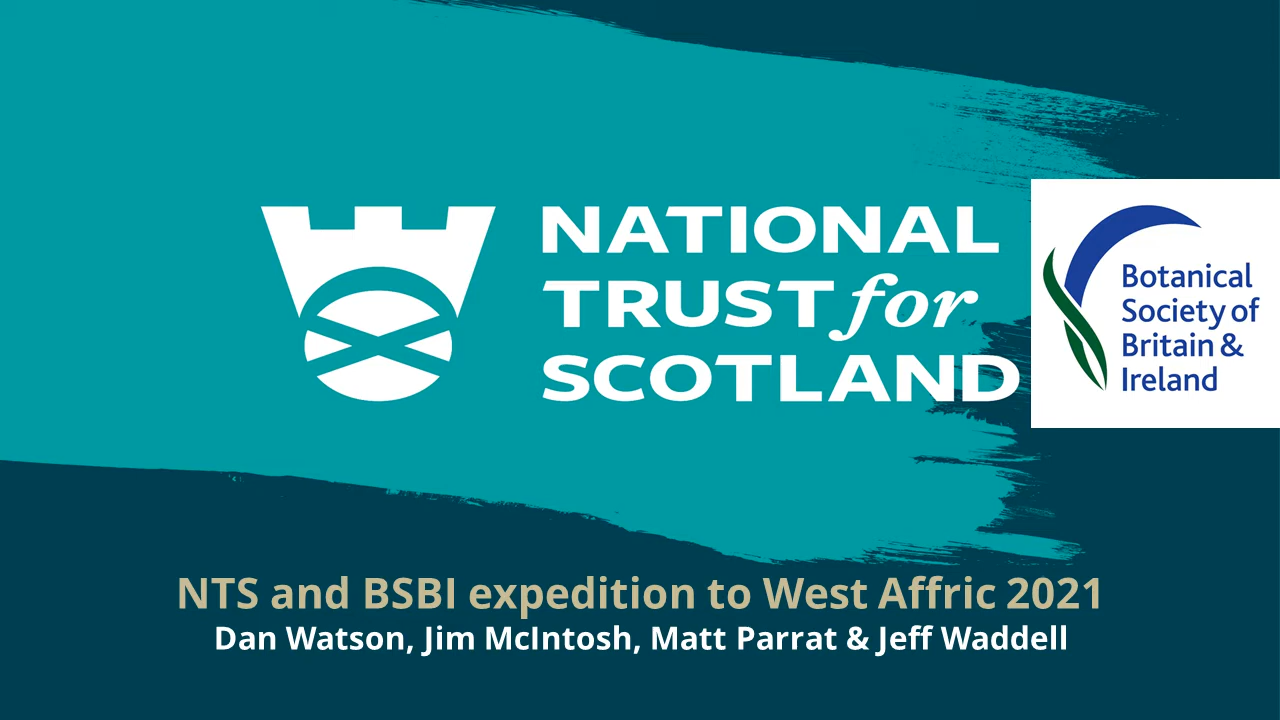 NATIONAL
TRUST for
SCOTLAND
Botanical
Society of
Britain &
Ireland
NTS and BSBI expedition to West Affric 2021
Dan Watson, Jim McIntosh, Matt Parrat & Jeff Waddell